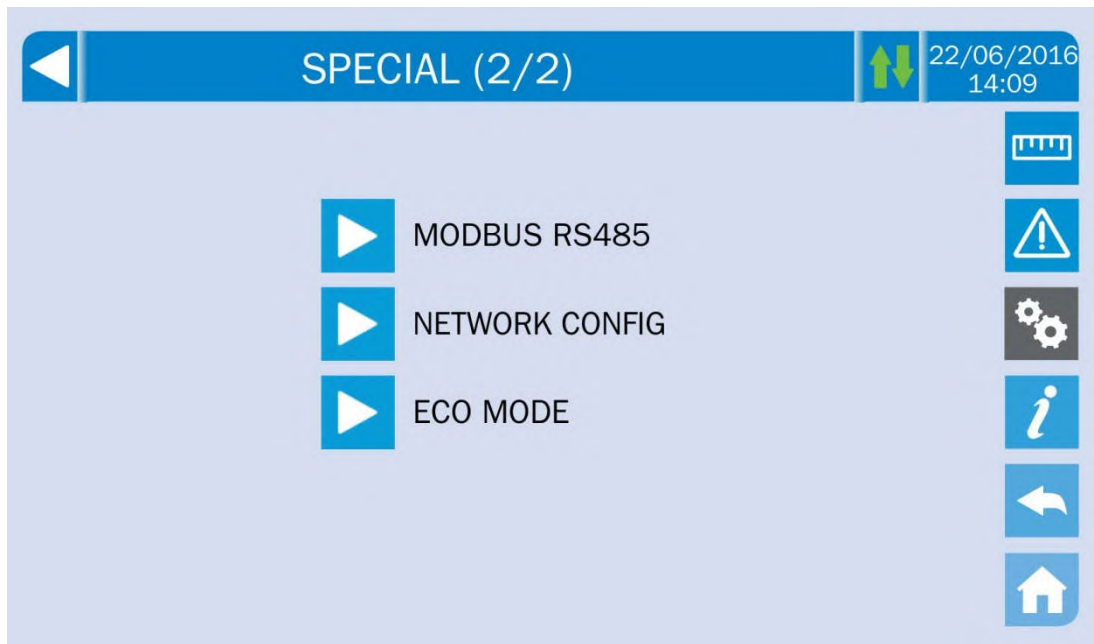 SPECIAL (2/2)
22/06/2016
14:09
MODBUS RS485
NETWORK CONFIG
ECO MODE